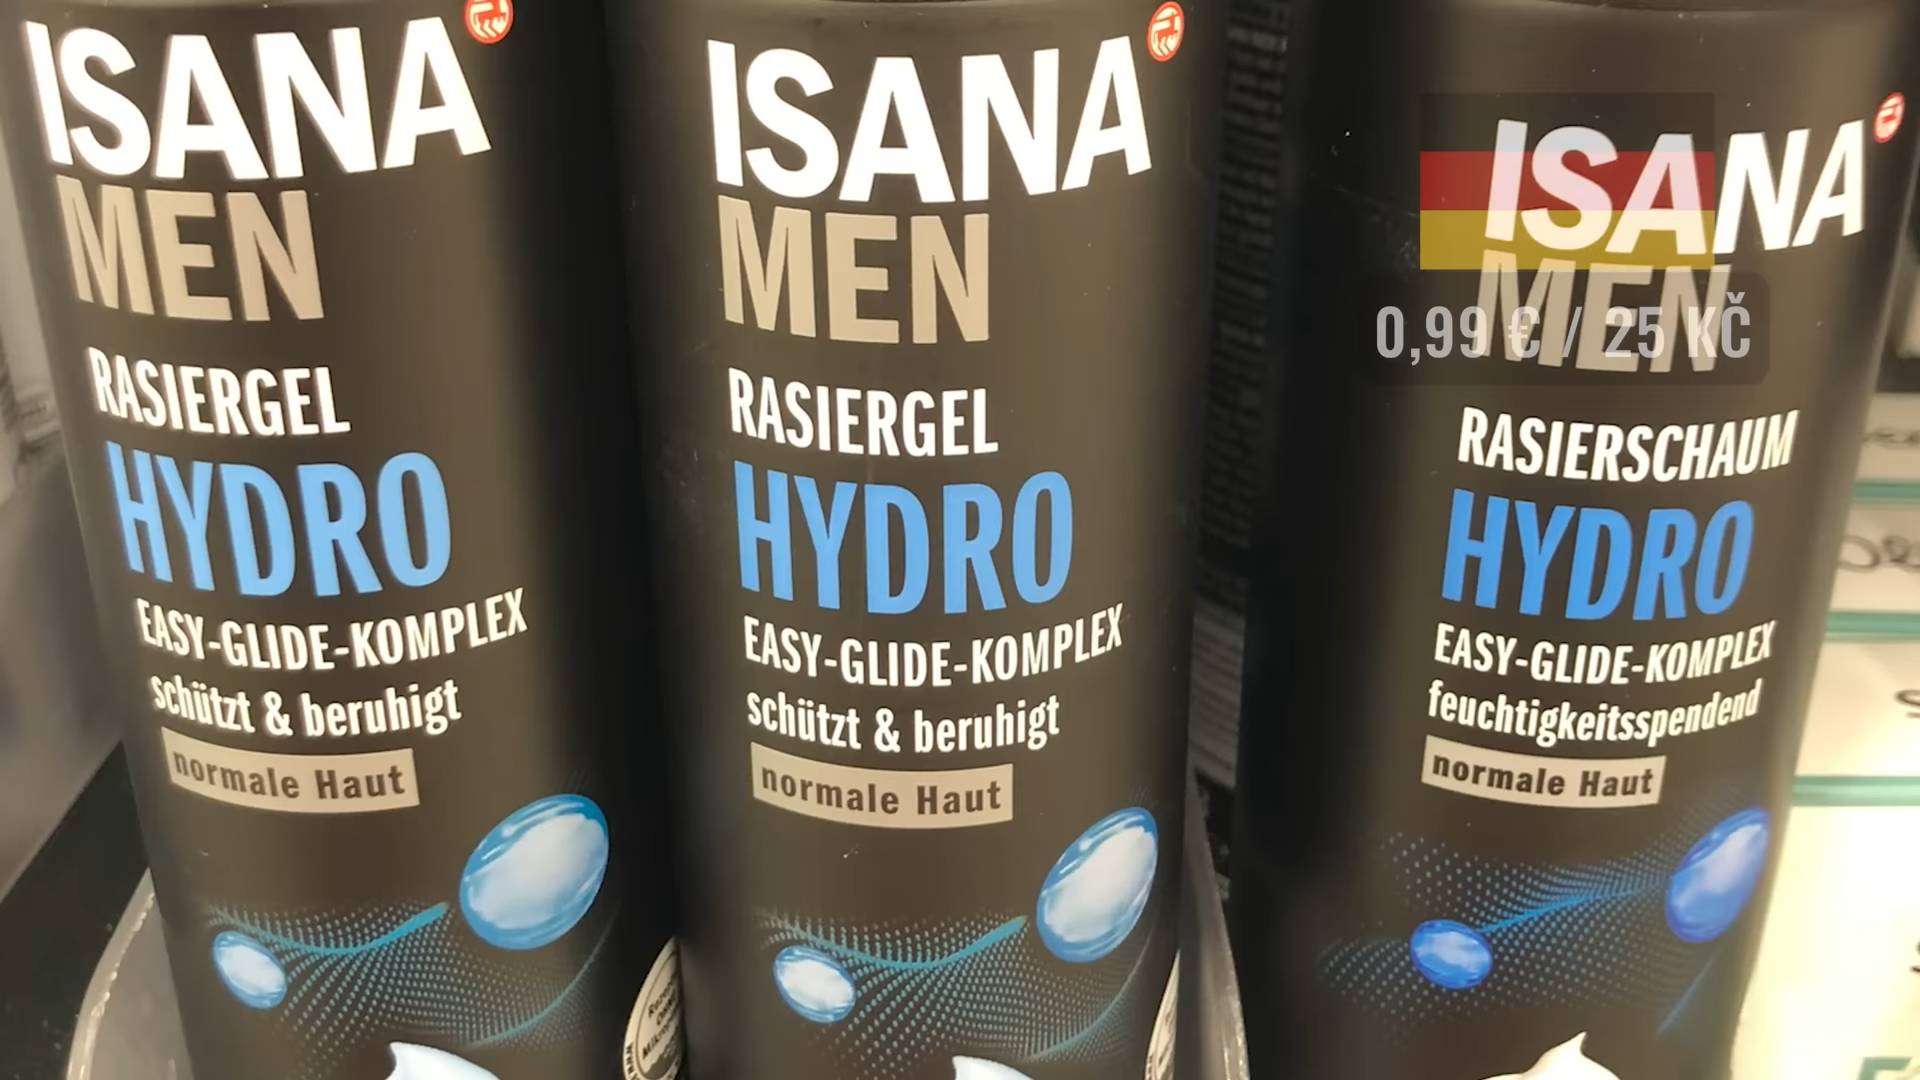 ISANA
MEN
RASIERGEL
HYDRO
EASY-GLIDE-KOMPLEX
schützt & beruhigt
normale Haut
ISANA
MEN
RASIERGEL
HYDRO
EASY-GLIDE-KOMPLEX
schützt & beruhigt
normale Haut
ISANA
MEN
0,99 € / 25 KČ
RASIERSCHAUM
HYDRO
EASY-GLIDE-KOMPLEX
feuchtigkeitsspendend
normale Haut